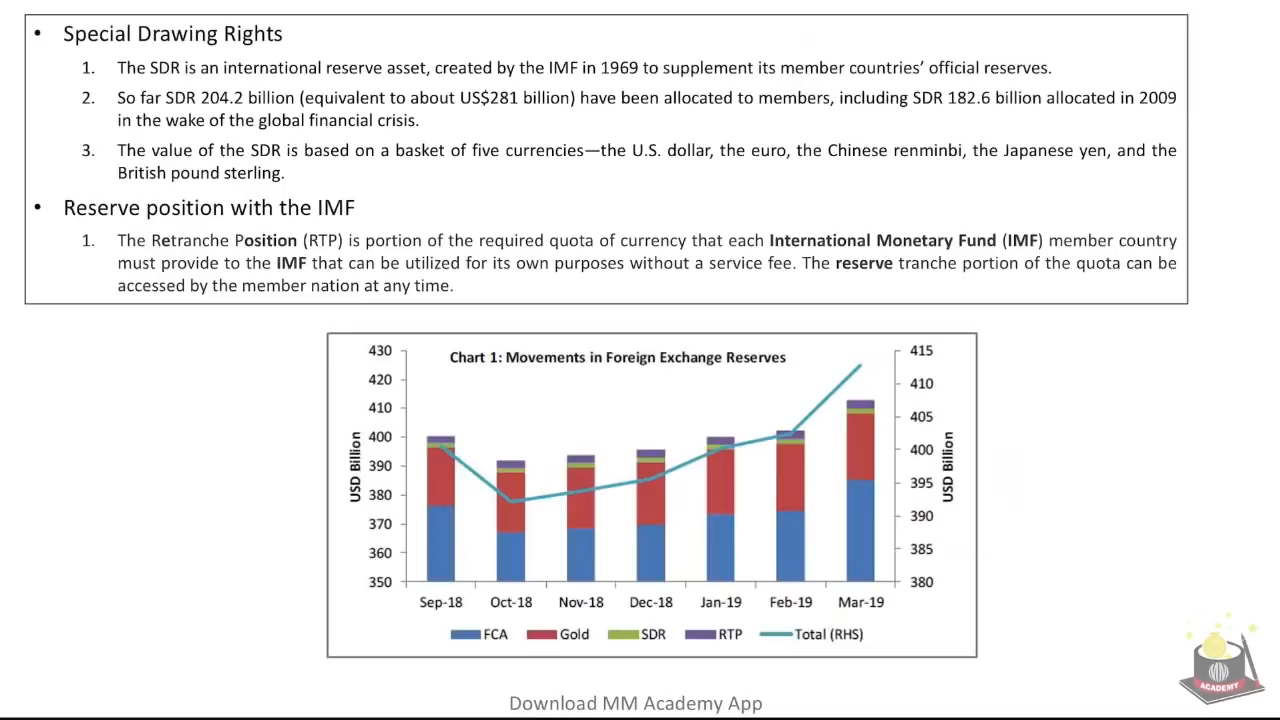 • Special Drawing Rights
1. The SDR is an international reserve asset, created by the IMF in 1969 to supplement its member countries’ official reserves.
2. So far SDR 204.2 billion (equivalent to about US$281 billion) have been allocated to members, including SDR 182.6 billion allocated in 2009
in the wake of the global financial crisis.
3. The value of the SDR is based on a basket of five currencies—the U.S. dollar, the euro, the Chinese renminbi, the Japanese yen, and the
British pound sterling.
• Reserve position with the IMF
1. The Retranche Position (RTP) is portion of the required quota of currency that each International Monetary Fund (IMF) member country
must provide to the IMF that can be utilized for its own purposes without a service fee. The reserve tranche portion of the quota can be
accessed by the member nation at any time.
Chart 1: Movements in Foreign Exchange Reserves
USD Billion
430
420
410
400
390
380
370
360
350
415
410
405
400
395
390
385
380
USD Billion
Sep-18 Oct-18 Nov-18 Dec-18 Jan-19 Feb-19 Mar-19
FCA Gold SDR RTP Total (RHS)
ACADEMY
Download MM Academy App